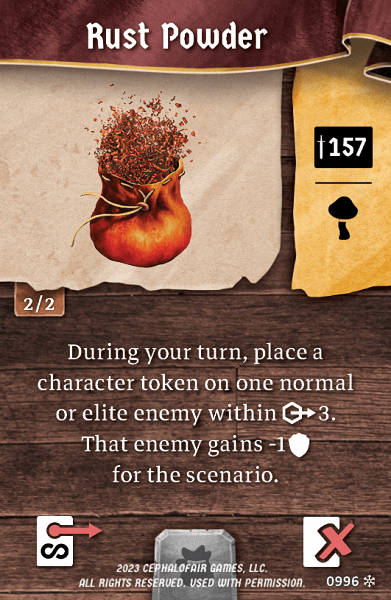 Rust Powder
157
2/2
During your turn, place a
character token on one normal
or elite enemy within 3.
That enemy gains -1
for the scenario.
S
2023 CEPHALOFAIR GAMES, LLC.
ALL RIGHTS RESERVED. USED WITH PERMISSION.
0996